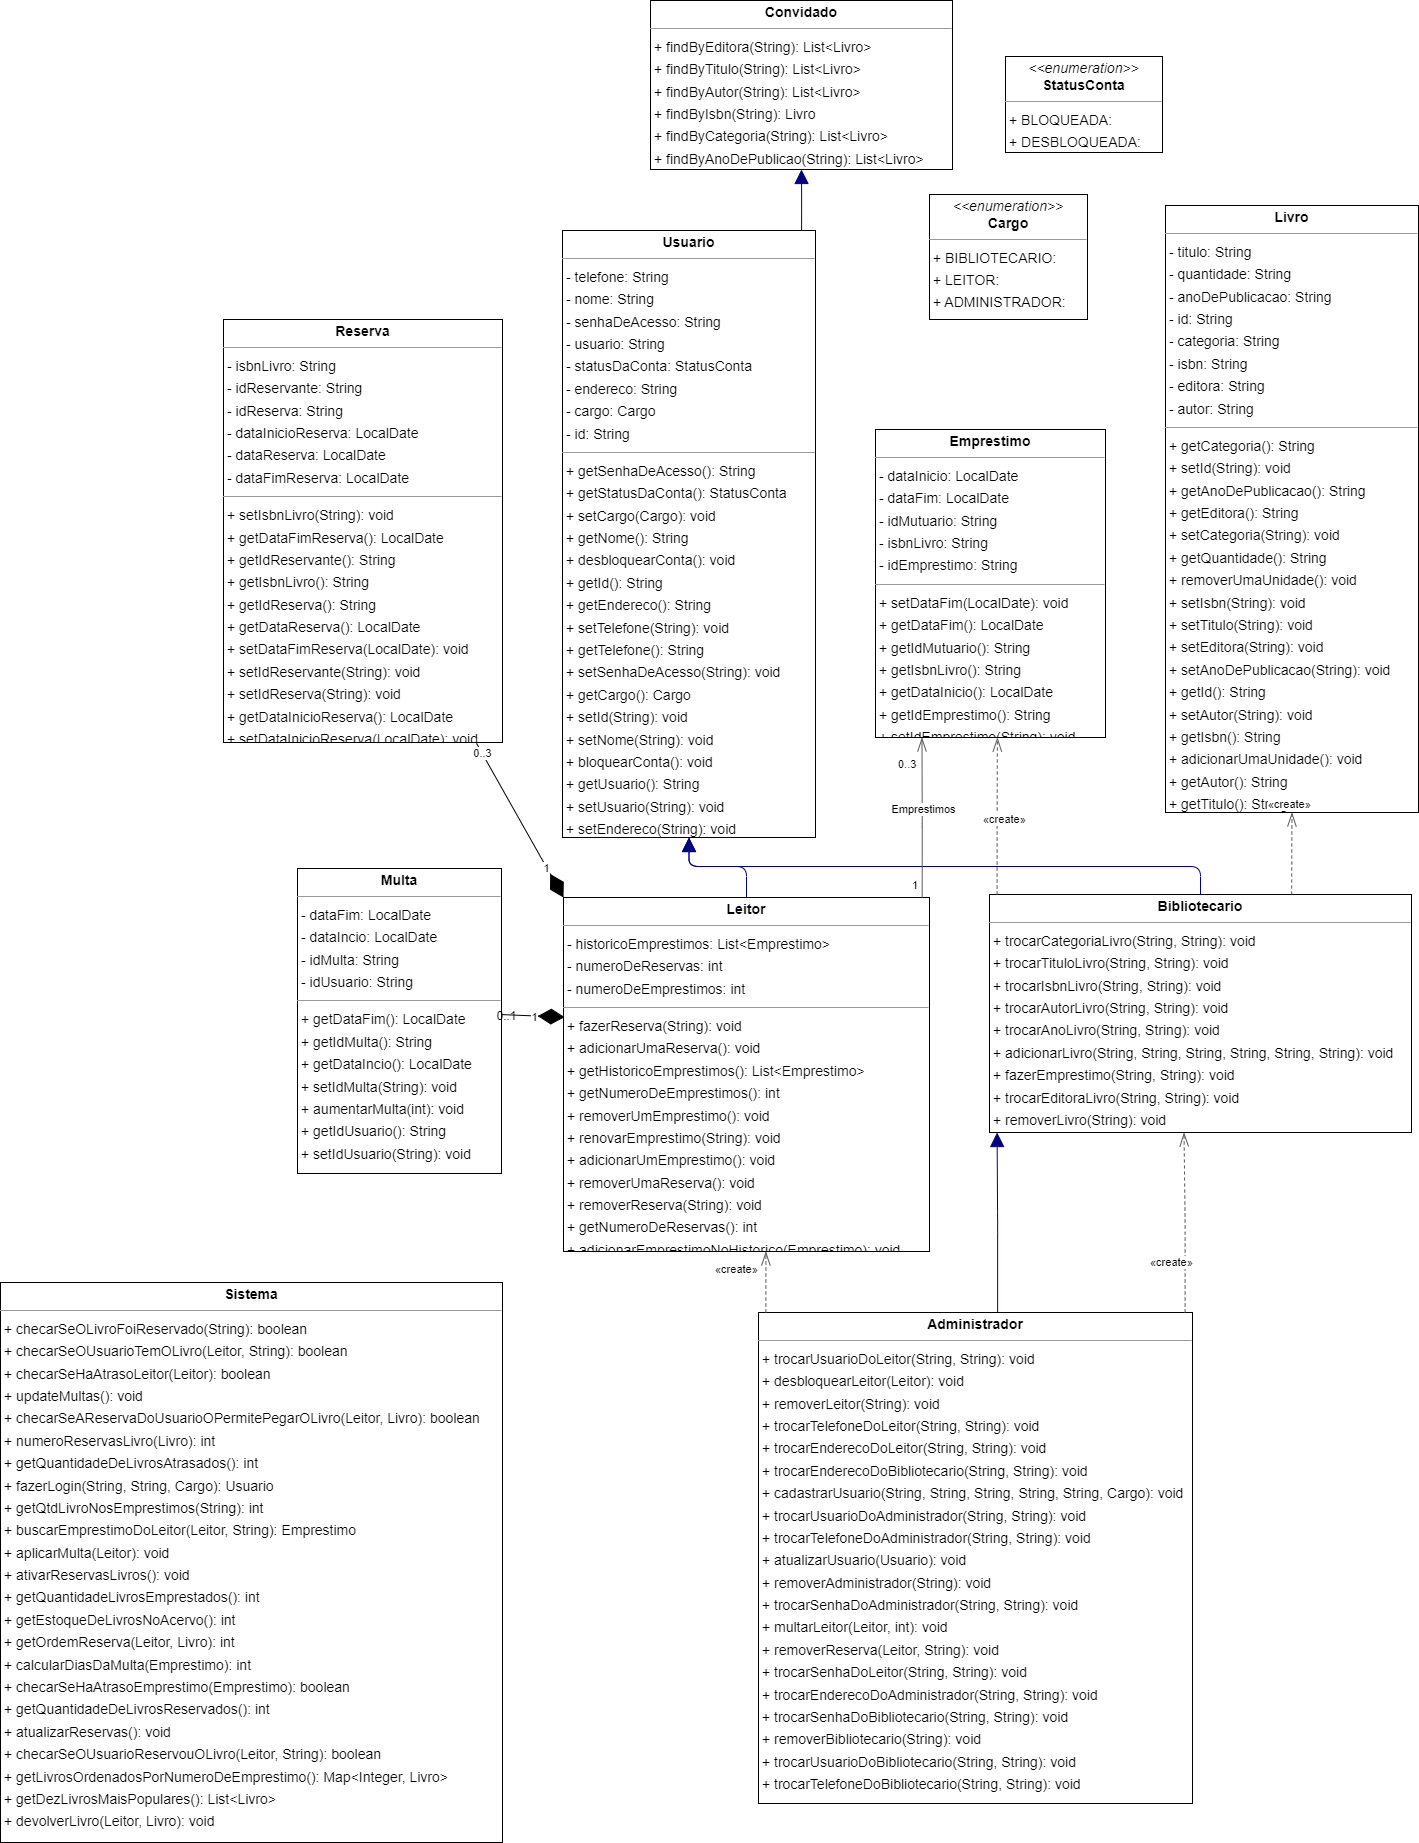 Convidado
+ findByEditora(String): List<Livro>
+ findByTitulo(String): List<Livro>
+ findByAutor(String): List<Livro>
+ findByIsbn(String): Livro
+ findByCategoria(String): List<Livro>
+ findByAnoDePublicao(String): List<Livro>
<<enumeration>>
StatusConta
+ BLOQUEADA:
+ DESBLOQUEADA:
<<enumeration>>
Cargo
+ BIBLIOTECARIO:
+ LEITOR:
+ ADMINISTRADOR:
Livro
- titulo: String
- quantidade: String
- anoDePublicacao: String
- id: String
- categoria: String
- isbn: String
- editora: String
- autor: String
+ getCategoria(): String
+ setId(String): void
+ getAnoDePublicacao(): String
+ getEditora(): String
+ setCategoria(String): void
+ getQuantidade(): String
+ removerUmaUnidade(): void
+ setIsbn(String): void
+ setTitulo(String): void
+ setEditora(String): void
+ setAnoDePublicacao(String): void
+ getId(): String
+ setAutor(String): void
+ getIsbn(): String
+ adicionarUmaUnidade(): void
+ getAutor(): String
+ getTitulo():
«create»
Usuario
- telefone: String
- nome: String
- senhaDeAcesso: String
- usuario: String
- statusDaConta: StatusConta
- endereco: String
- cargo: Cargo
- id: String
+ getSenhaDeAcesso(): String
+ getStatusDaConta(): StatusConta
+ setCargo(Cargo): void
+ getNome(): String
+ desbloquearConta(): void
+ getId(): String
+ getEndereco(): String
+ setTelefone(String): void
+ getTelefone(): String
+ setSenhaDeAcesso(String): void
+ getCargo(): Cargo
+ setId(String): void
+ setNome(String): void
+ bloquearConta(): void
+ getUsuario(): String
+ setUsuario(String): void
+ setEndereco(String): void
Reserva
- isbnLivro: String
- idReservante: String
- idReserva: String
- dataInicioReserva: LocalDate
- dataReserva: LocalDate
- dataFimReserva: LocalDate
+ setIsbnLivro(String): void
+ getDataFimReserva(): LocalDate
+ getIdReservante(): String
+ getIsbnLivro(): String
+ getIdReserva(): String
+ getDataReserva(): LocalDate
+ setDataFimReserva(LocalDate): void
+ setIdReservante(String): void
+ setIdReserva(String): void
+ getDataInicioReserva(): LocalDate
+ setDataInicioReserva(LocalDate): void
0..3
1
Emprestimo
- dataInicio: LocalDate
- dataFim: LocalDate
- idMutuario: String
- isbnLivro: String
- idEmprestimo: String
+ setDataFim(LocalDate): void
+ getDataFim(): LocalDate
+ getIdMutuario(): String
+ getIsbnLivro(): String
+ getDataInicio(): LocalDate
+ getIdEmprestimo(): String
+ setIdEmprestimo(String): void
0..3
Emprestimos
1
«create»
Multa
- dataFim: LocalDate
- dataIncio: LocalDate
- idMulta: String
- idUsuario: String
+ getDataFim(): LocalDate
+ getIdMulta(): String
+ getDataIncio(): LocalDate
+ setIdMulta(String): void
+ aumentarMulta(int): void
+ getIdUsuario(): String
+ setIdUsuario(String): void
0..1
1
Leitor
- historicoEmprestimos: List<Emprestimo>
- numeroDeReservas: int
- numeroDeEmprestimos: int
+ fazerReserva(String): void
+ adicionarUmaReserva(): void
+ getHistoricoEmprestimos(): List<Emprestimo>
+ getNumeroDeEmprestimos(): int
+ removerUmEmprestimo(): void
+ renovarEmprestimo(String): void
+ adicionarUmEmprestimo(): void
+ removerUmaReserva(): void
+ removerReserva(String): void
+ getNumeroDeReservas(): int
+ adicionarEmprestimoNoHistorico(Emprestimo): void
«create»
Bibliotecario
+ trocarCategoriaLivro(String, String): void
+ trocarTituloLivro(String, String): void
+ trocarIsbnLivro(String, String): void
+ trocarAutorLivro(String, String): void
+ trocarAnoLivro(String, String): void
+ adicionarLivro(String, String, String, String, String, String): void
+ fazerEmprestimo(String, String): void
+ trocarEditoraLivro(String, String): void
+ removerLivro(String): void
«create»
Sistema
+ checarSeOLivroFoiReservado(String): boolean
+ checarSeOUsuarioTemOLivro(Leitor, String): boolean
+ checarSeHaAtrasoLeitor(Leitor): boolean
+ updateMultas(): void
+ checarSeAReservaDoUsuarioOPermitePegarOLivro(Leitor, Livro): boolean
+ numeroReservasLivro(Livro): int
+ getQuantidadeDeLivrosAtrasados(): int
+ fazerLogin(String, String, Cargo): Usuario
+ getQtdLivroNosEmprestimos(String): int
+ buscarEmprestimoDoLeitor(Leitor, String): Emprestimo
+ aplicarMulta(Leitor): void
+ ativarReservasLivros(): void
+ getQuantidadeLivrosEmprestados(): int
+ getEstoqueDeLivrosNoAcervo(): int
+ getOrdemReserva(Leitor, Livro): int
+ calcularDiasDaMulta(Emprestimo): int
+ checarSeHaAtrasoEmprestimo(Emprestimo): boolean
+ getQuantidadeDeLivrosReservados(): int
+ atualizarReservas(): void
+ checarSeOUsuarioReservouOLivro(Leitor, String): boolean
+ getLivrosOrdenadosPorNumeroDeEmprestimo(): Map<Integer, Livro>
+ getDezLivrosMaisPopulares(): List<Livro>
+ devolverLivro(Leitor, Livro): void
Administrador
+ trocarUsuarioDoLeitor(String, String): void
+ desbloquearLeitor(Leitor): void
+ removerLeitor(String): void
+ trocarTelefoneDoLeitor(String, String): void
+ trocarEnderecoDoLeitor(String, String): void
+ trocarEnderecoDoBibliotecario(String, String): void
+ cadastrarUsuario(String, String, String, String, String, Cargo): void
+ trocarUsuarioDoAdministrador(String, String): void
+ trocarTelefoneDoAdministrador(String, String): void
+ atualizarUsuario(Usuario): void
+ removerAdministrador(String): void
+ trocarSenhaDoAdministrador(String, String): void
+ multarLeitor(Leitor, int): void
+ removerReserva(Leitor, String): void
+ trocarSenhaDoLeitor(String, String): void
+ trocarEnderecoDoAdministrador(String, String): void
+ trocarSenhaDoBibliotecario(String, String): void
+ removerBibliotecario(String): void
+ trocarUsuarioDoBibliotecario(String, String): void
+ trocarTelefoneDoBibliotecario(String, String): void